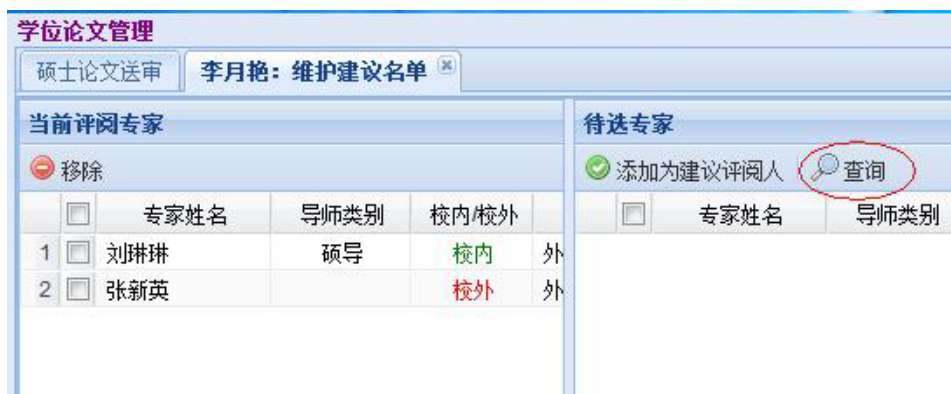 学位论文管理
硕士论文送审 李月艳：维护建议名单
当前评阅专家 待选专家
移除 添加为建议评阅人 查询
专家姓名 导师类别 校内/校外 专家姓名 导师类别
1 刘琳琳 硕导 校内 外
2 张新英 校外 外